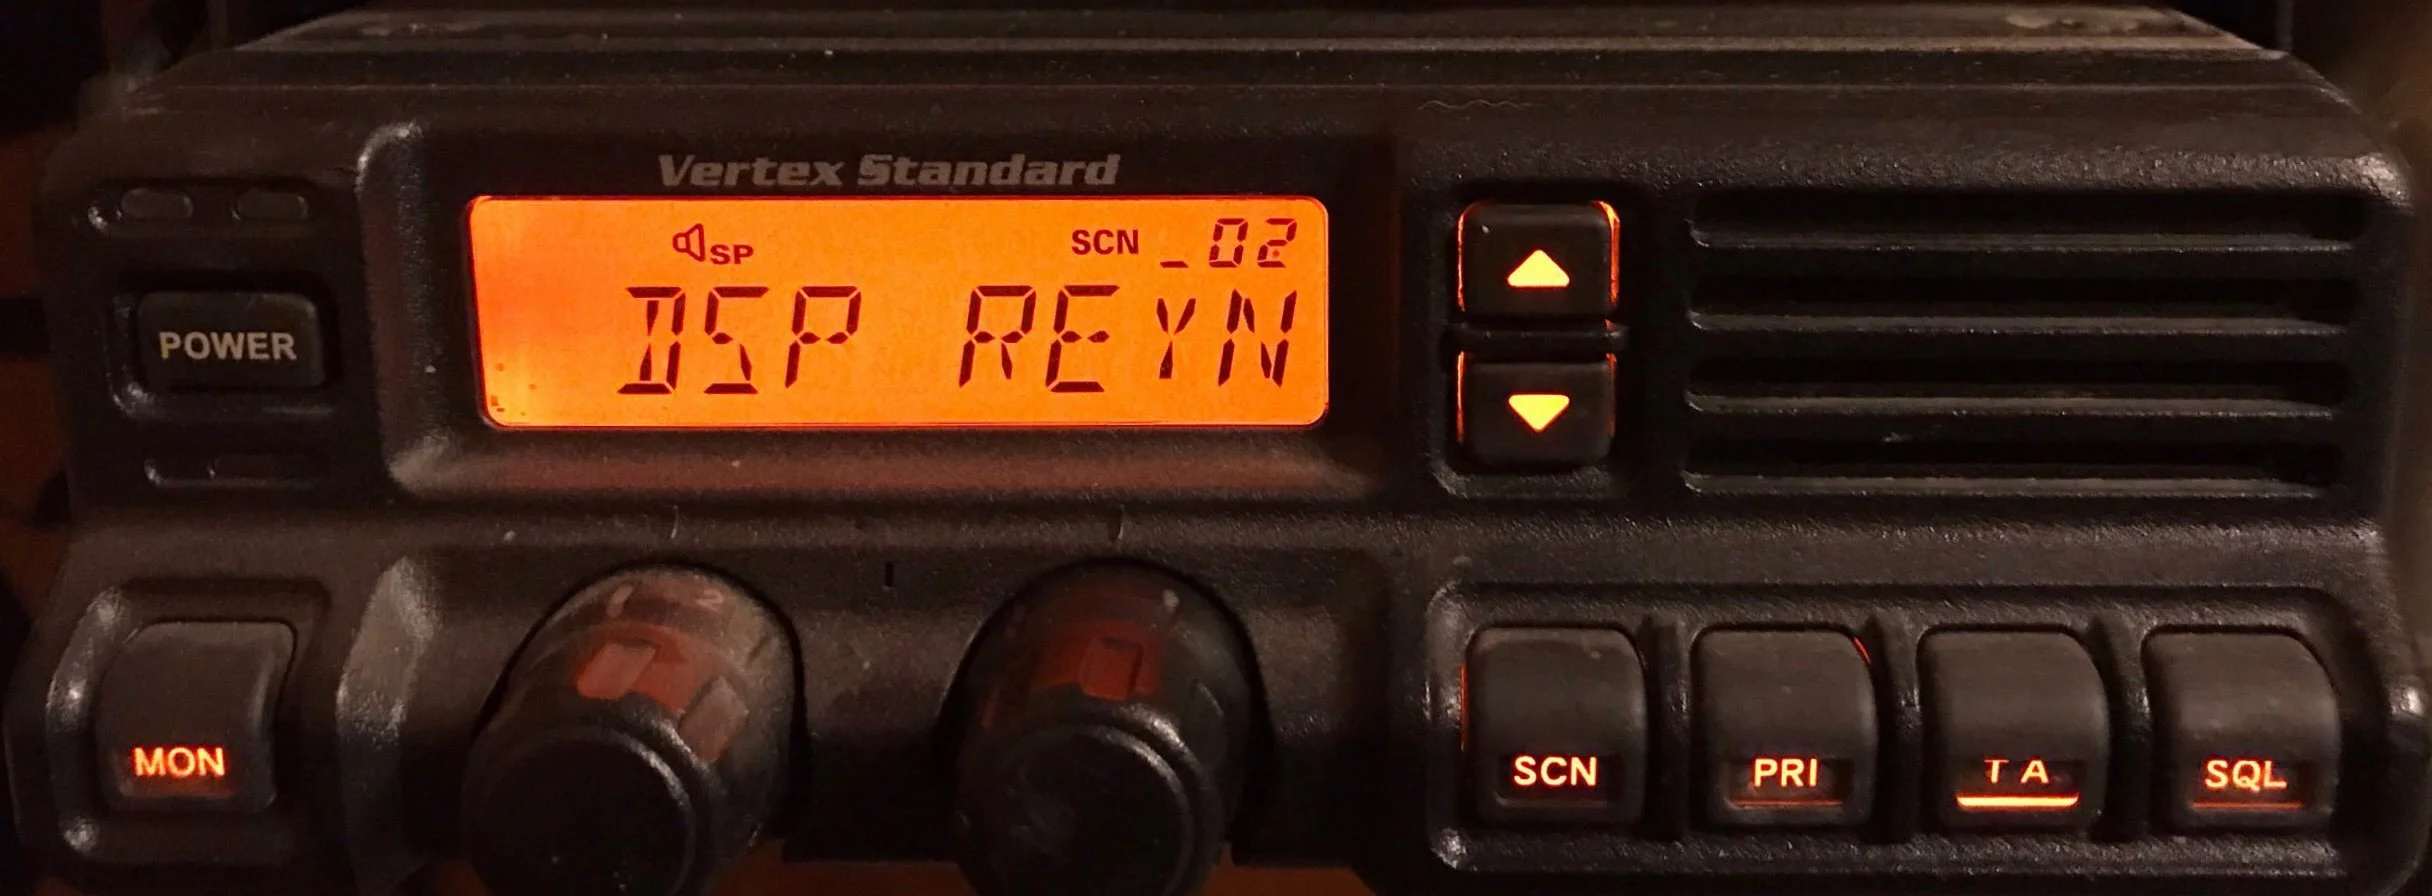 Vertex Standard
SP SCN _02
DSP REYN
POWER
MON
SCN PRI TA SQL